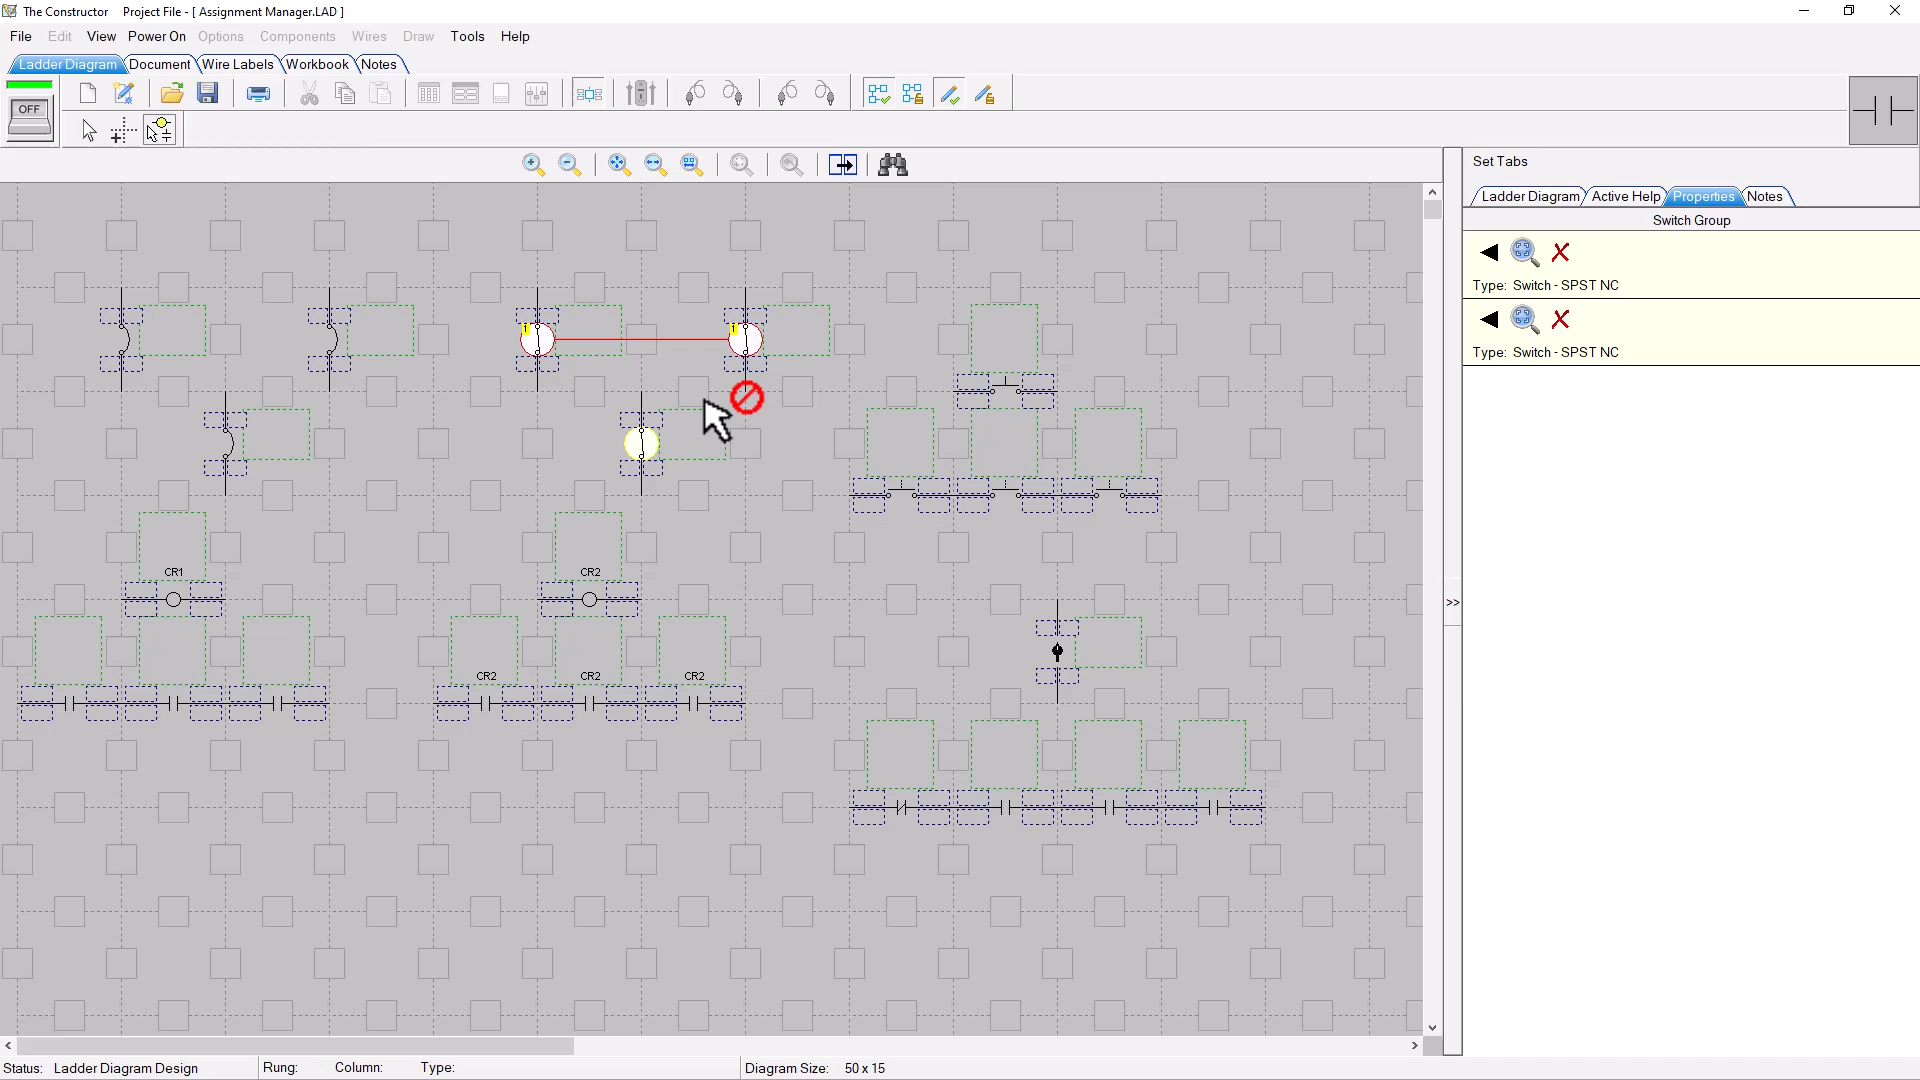 The Constructor Project File - [ Assignment Manager.LAD ]
File Edit View Power On Options Components Wires Draw Tools Help
Ladder Diagram Document Wire Labels Workbook Notes
OFF
Set Tabs
Ladder Diagram Active Help Properties Notes
Switch Group
Type: Switch - SPST NC
1 1
Type: Switch - SPST NC
CR1 CR2
>>
CR2 CR2 CR2
Status: Ladder Diagram Design Rung: Column: Type: Diagram Size: 50 x 15